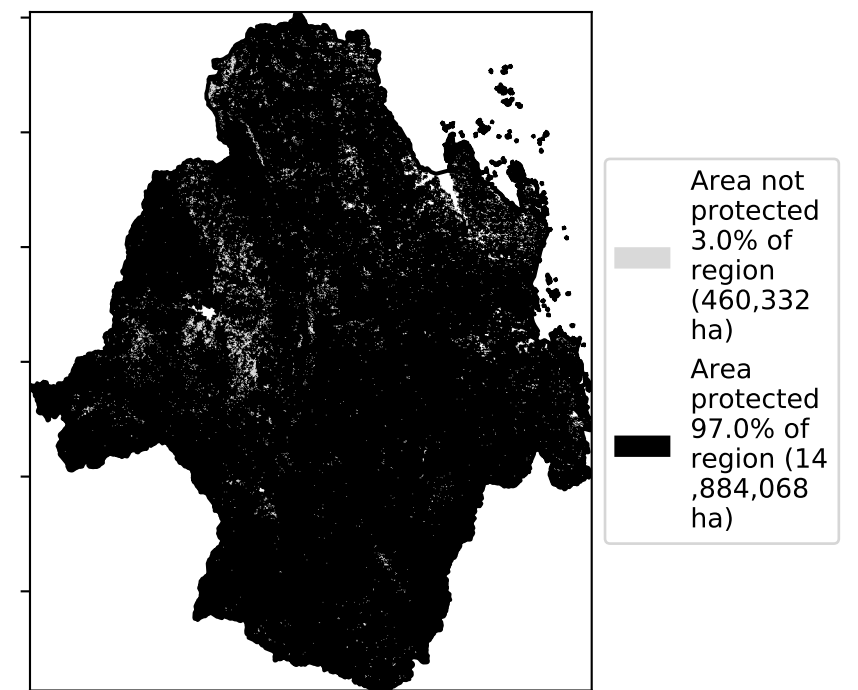 Area not
protected
3.0% of
region
(460,332
ha)
Area
protected
97.0% of
region (14
,884,068
ha)